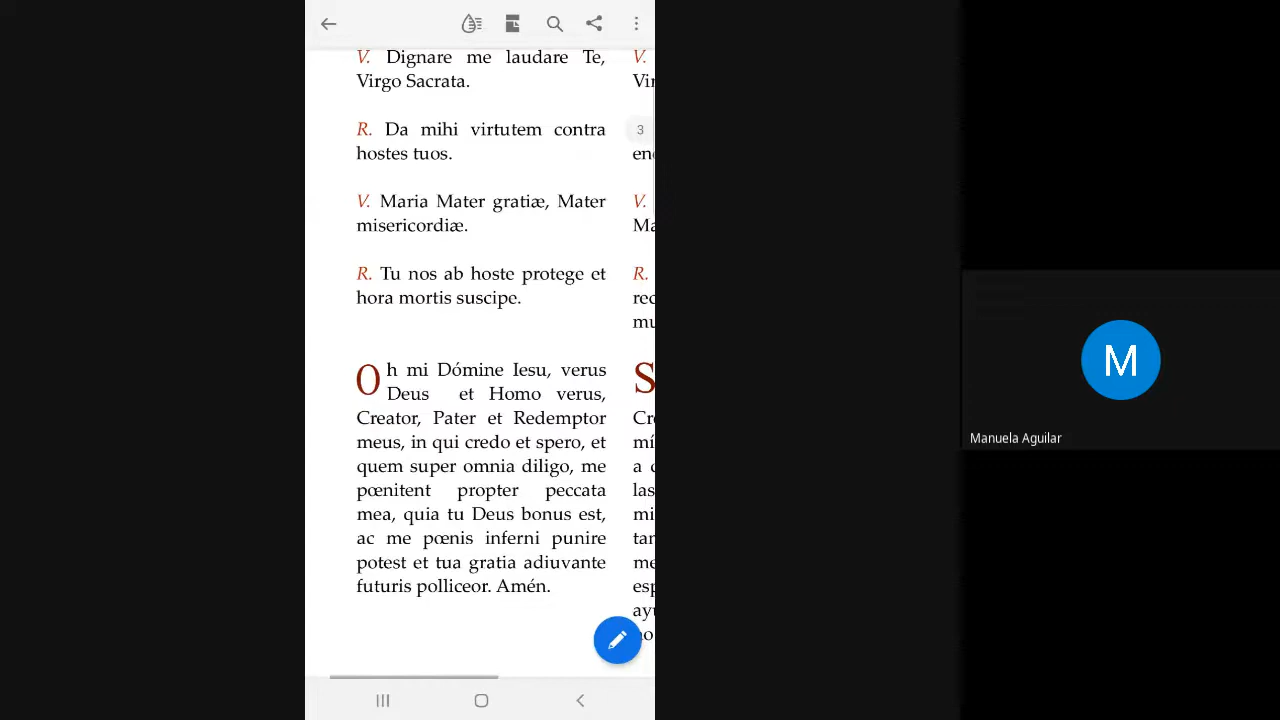 V. Dignare me laudare Te,
Virgo Sacrata.
R. Da mihi virtutem contra
hostes tuos.
V. Maria Mater gratiæ, Mater
misericordiæ.
R. Tu nos ab hoste protege et
hora mortis suscipe.
Oh mi Dómine Iesu, verus
Deus et Homo verus,
Creator, Pater et Redemptor
meus, in qui credo et spero, et
quem super omnia diligo, me
pœnitent propter peccata
mea, quia tu Deus bonus est,
ac me pœnis inferni punire
potest et tua gratia adiuvante
futuris polliceor. Amén.
V.
3
V.
R.
S
M
Manuela Aguilar